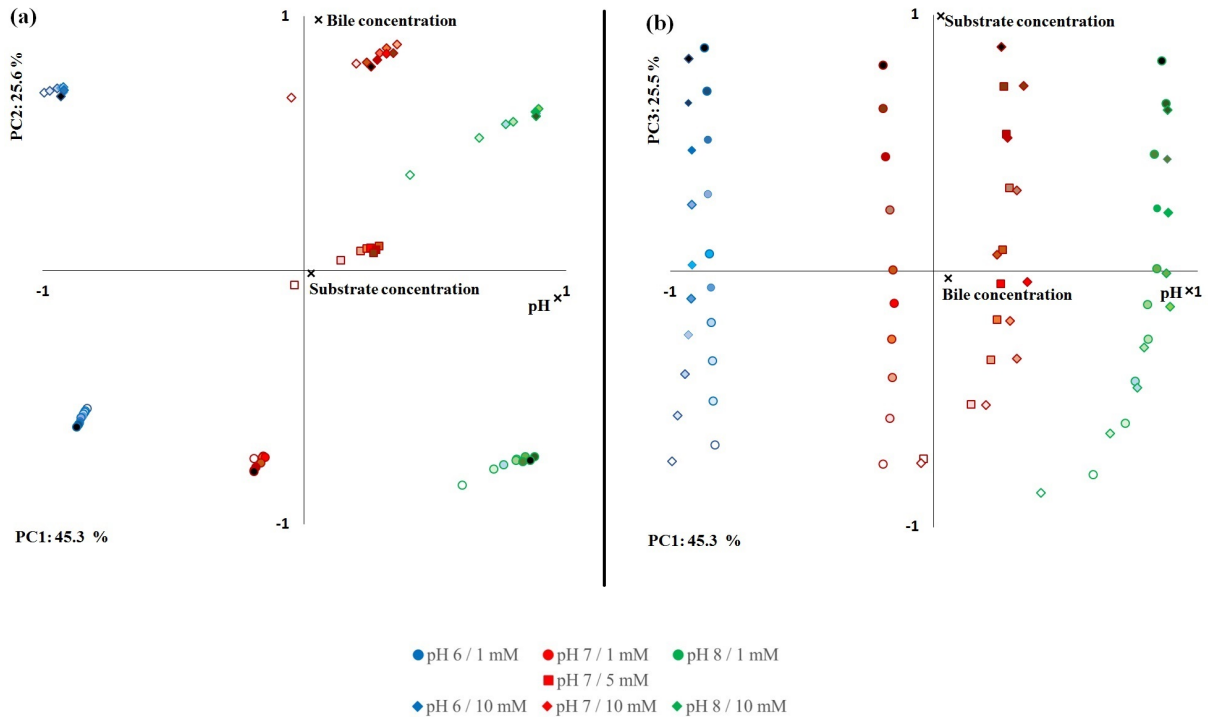 (a)
1
Bile concentration
PC2: 25.6 %
-1
Substrate concentration
pH
1
-1
PC1: 45.3 %
(b)
1
Substrate concentration
PC3: 25.5 %
-1
Bile concentration
pH
1
-1
PC1: 45.3 %
pH 6 / 1 mM
pH 7 / 1 mM
pH 8 / 1 mM
pH 7 / 5 mM
pH 6 / 10 mM
pH 7 / 10 mM
pH 8 / 10 mM